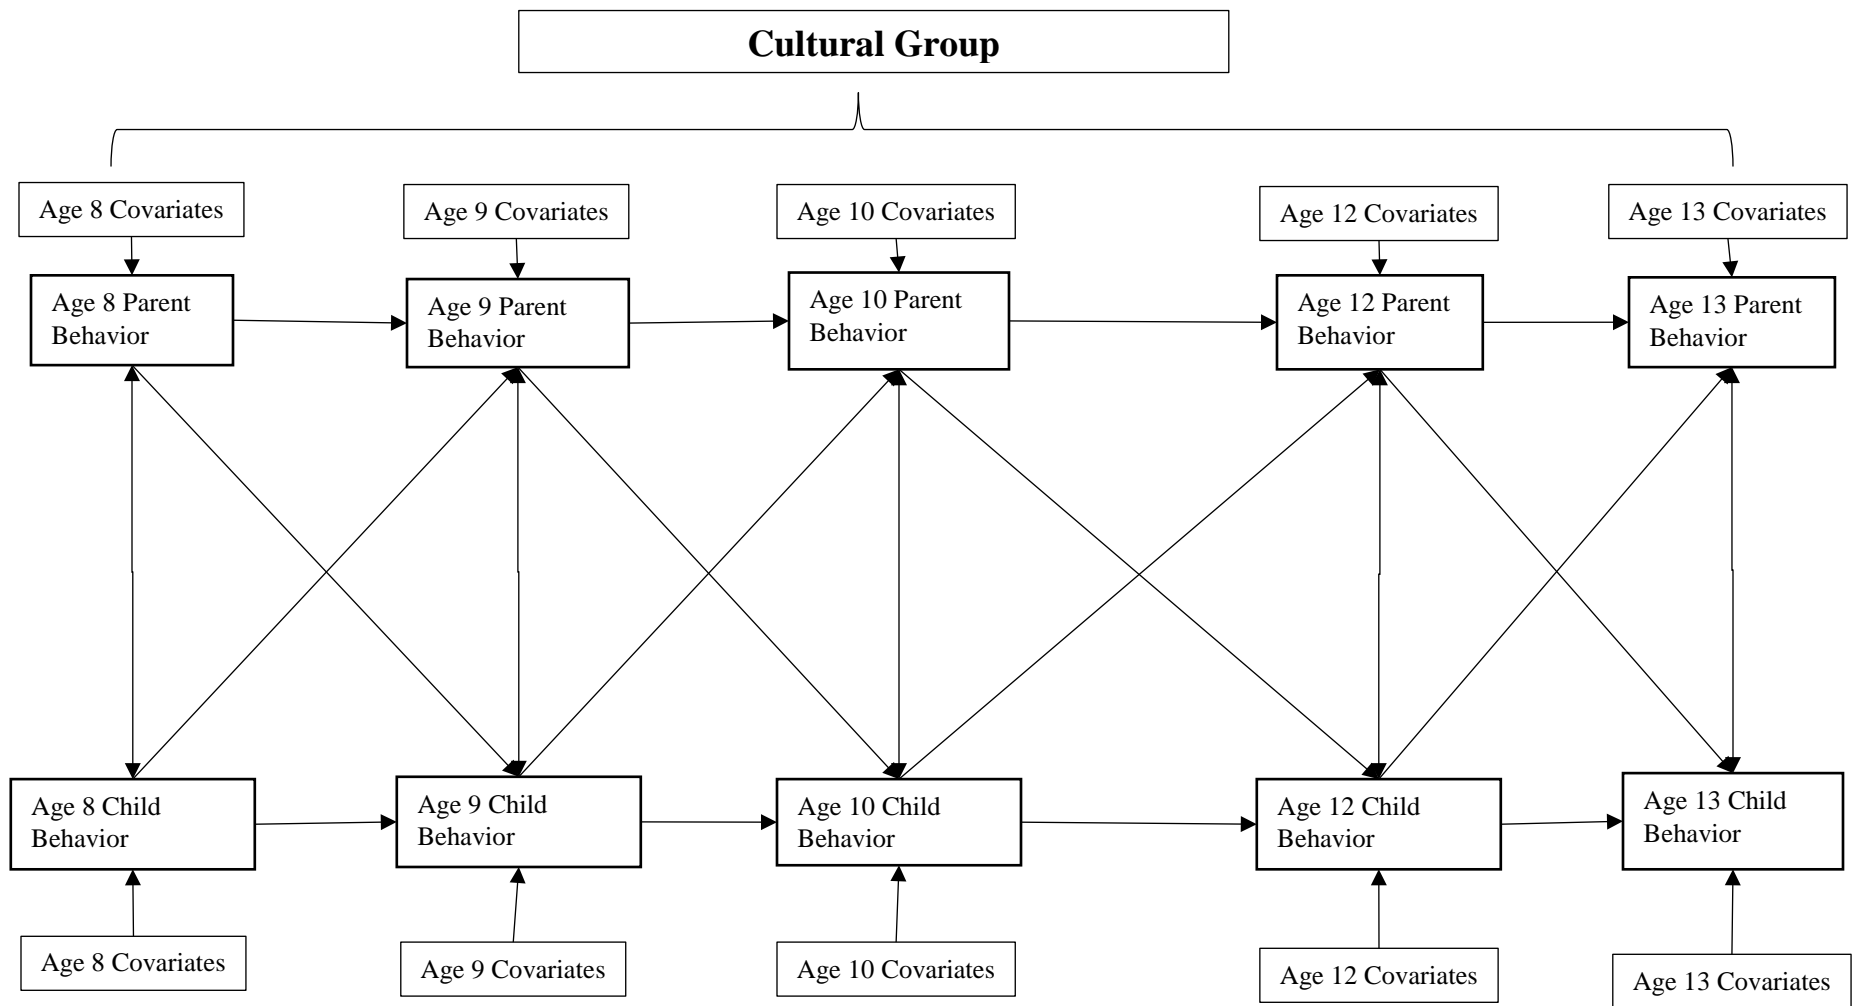 Cultural Group
Age 8 Covariates
Age 9 Covariates
Age 10 Covariates
Age 12 Covariates
Age 13 Covariates
Age 8 Parent
Behavior
Age 9 Parent
Behavior
Age 10 Parent
Behavior
Age 12 Parent
Behavior
Age 13 Parent
Behavior
Age 8 Child
Behavior
Age 9 Child
Behavior
Age 10 Child
Behavior
Age 12 Child
Behavior
Age 13 Child
Behavior
Age 8 Covariates
Age 9 Covariates
Age 10 Covariates
Age 12 Covariates
Age 13 Covariates